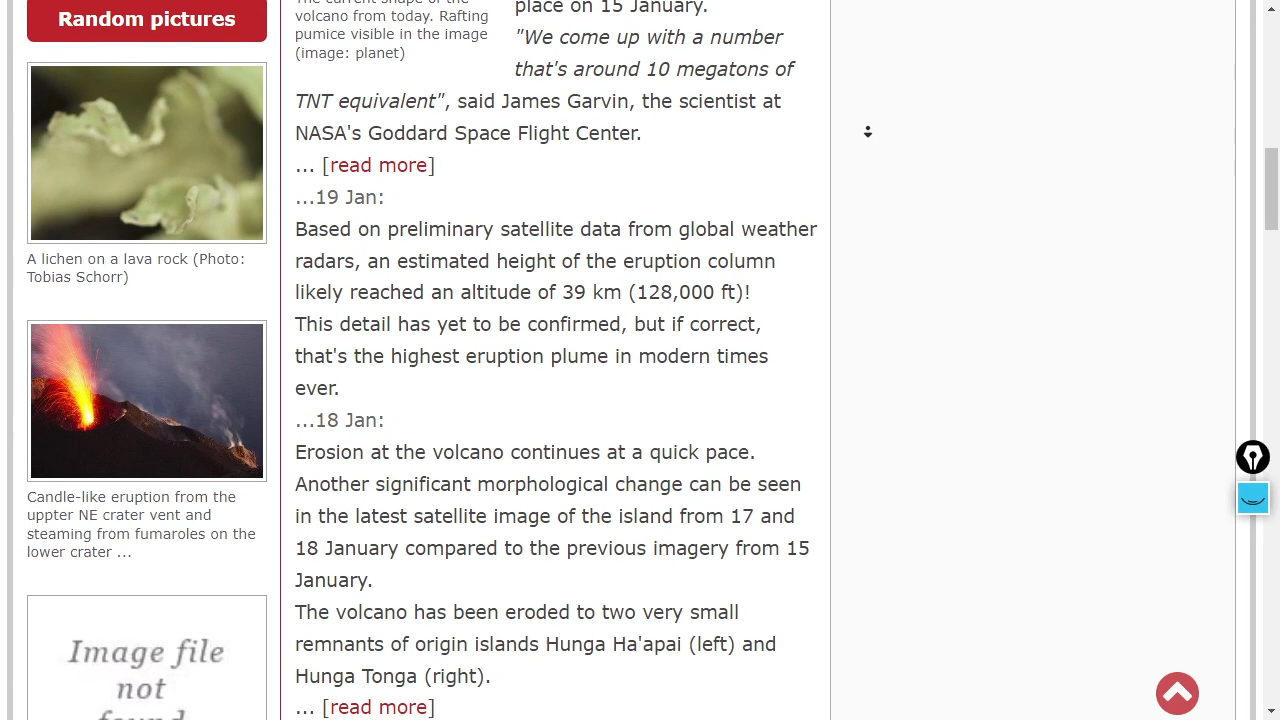 Random pictures
A lichen on a lava rock (Photo:
Tobias Schorr)
Candle-like eruption from the
uppter NE crater vent and
steaming from fumaroles on the
lower crater ...
Image file
not
found
The current shape of the
volcano from today. Rafting
pumice visible in the image
(image: planet)
place on 15 January.
"We come up with a number
that's around 10 megatons of
TNT equivalent", said James Garvin, the scientist at
NASA's Goddard Space Flight Center.
... [read more]
...19 Jan:
Based on preliminary satellite data from global weather
radars, an estimated height of the eruption column
likely reached an altitude of 39 km (128,000 ft)!
This detail has yet to be confirmed, but if correct,
that's the highest eruption plume in modern times
ever.
...18 Jan:
Erosion at the volcano continues at a quick pace.
Another significant morphological change can be seen
in the latest satellite image of the island from 17 and
18 January compared to the previous imagery from 15
January.
The volcano has been eroded to two very small
remnants of origin islands Hunga Ha'apai (left) and
Hunga Tonga (right).
... [read more]